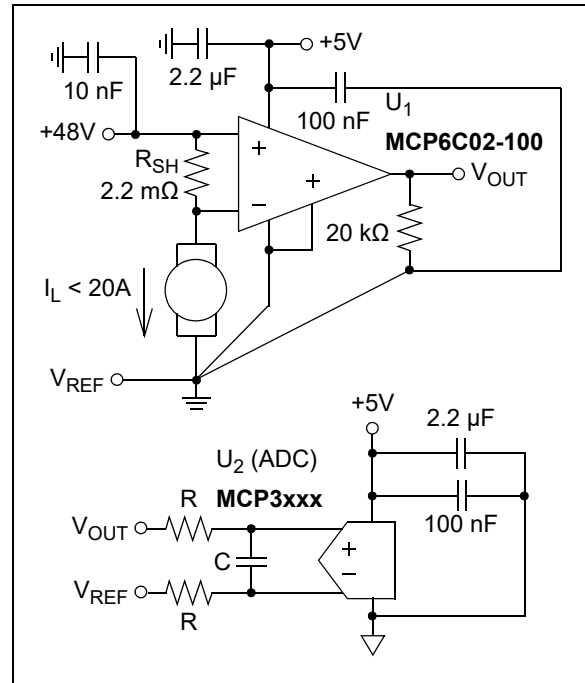 +5V
2.2 µF
10 nF
100 nF
U1
MCP6C02-100
+48V
RSH
2.2 mΩ
+
−
+
VOUT
20 kΩ
IL < 20A
VREF
+5V
2.2 µF
U2 (ADC)
MCP3xxx
100 nF
VOUT
R
C
+
−
VREF
R